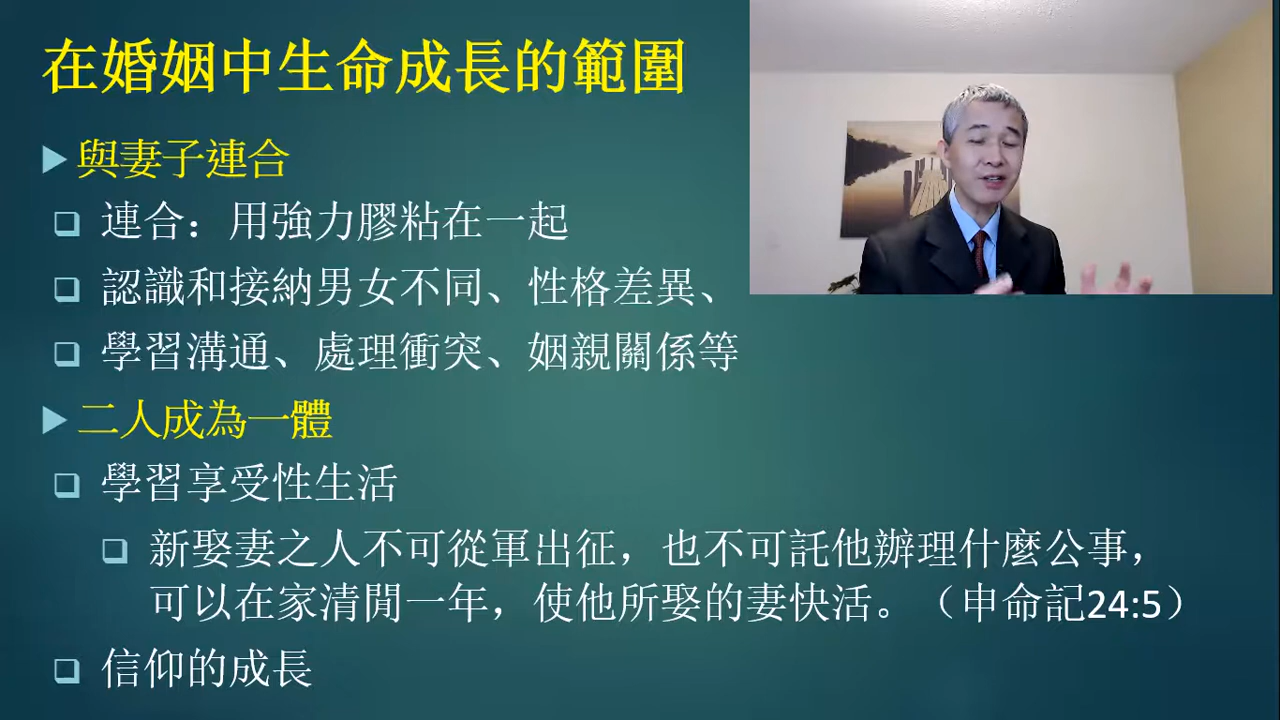 在婚姻中生命成長的範圍
與妻子連合
連合：用強力膠粘在一起
認識和接納男女不同、性格差異、
學習溝通、處理衝突、姻親關係等
二人成為一體
學習享受性生活
新娶妻之人不可從軍出征，也不可託他辦理什麼公事，
可以在家清閒一年，使他所娶的妻快活。（申命記24:5）
信仰的成長